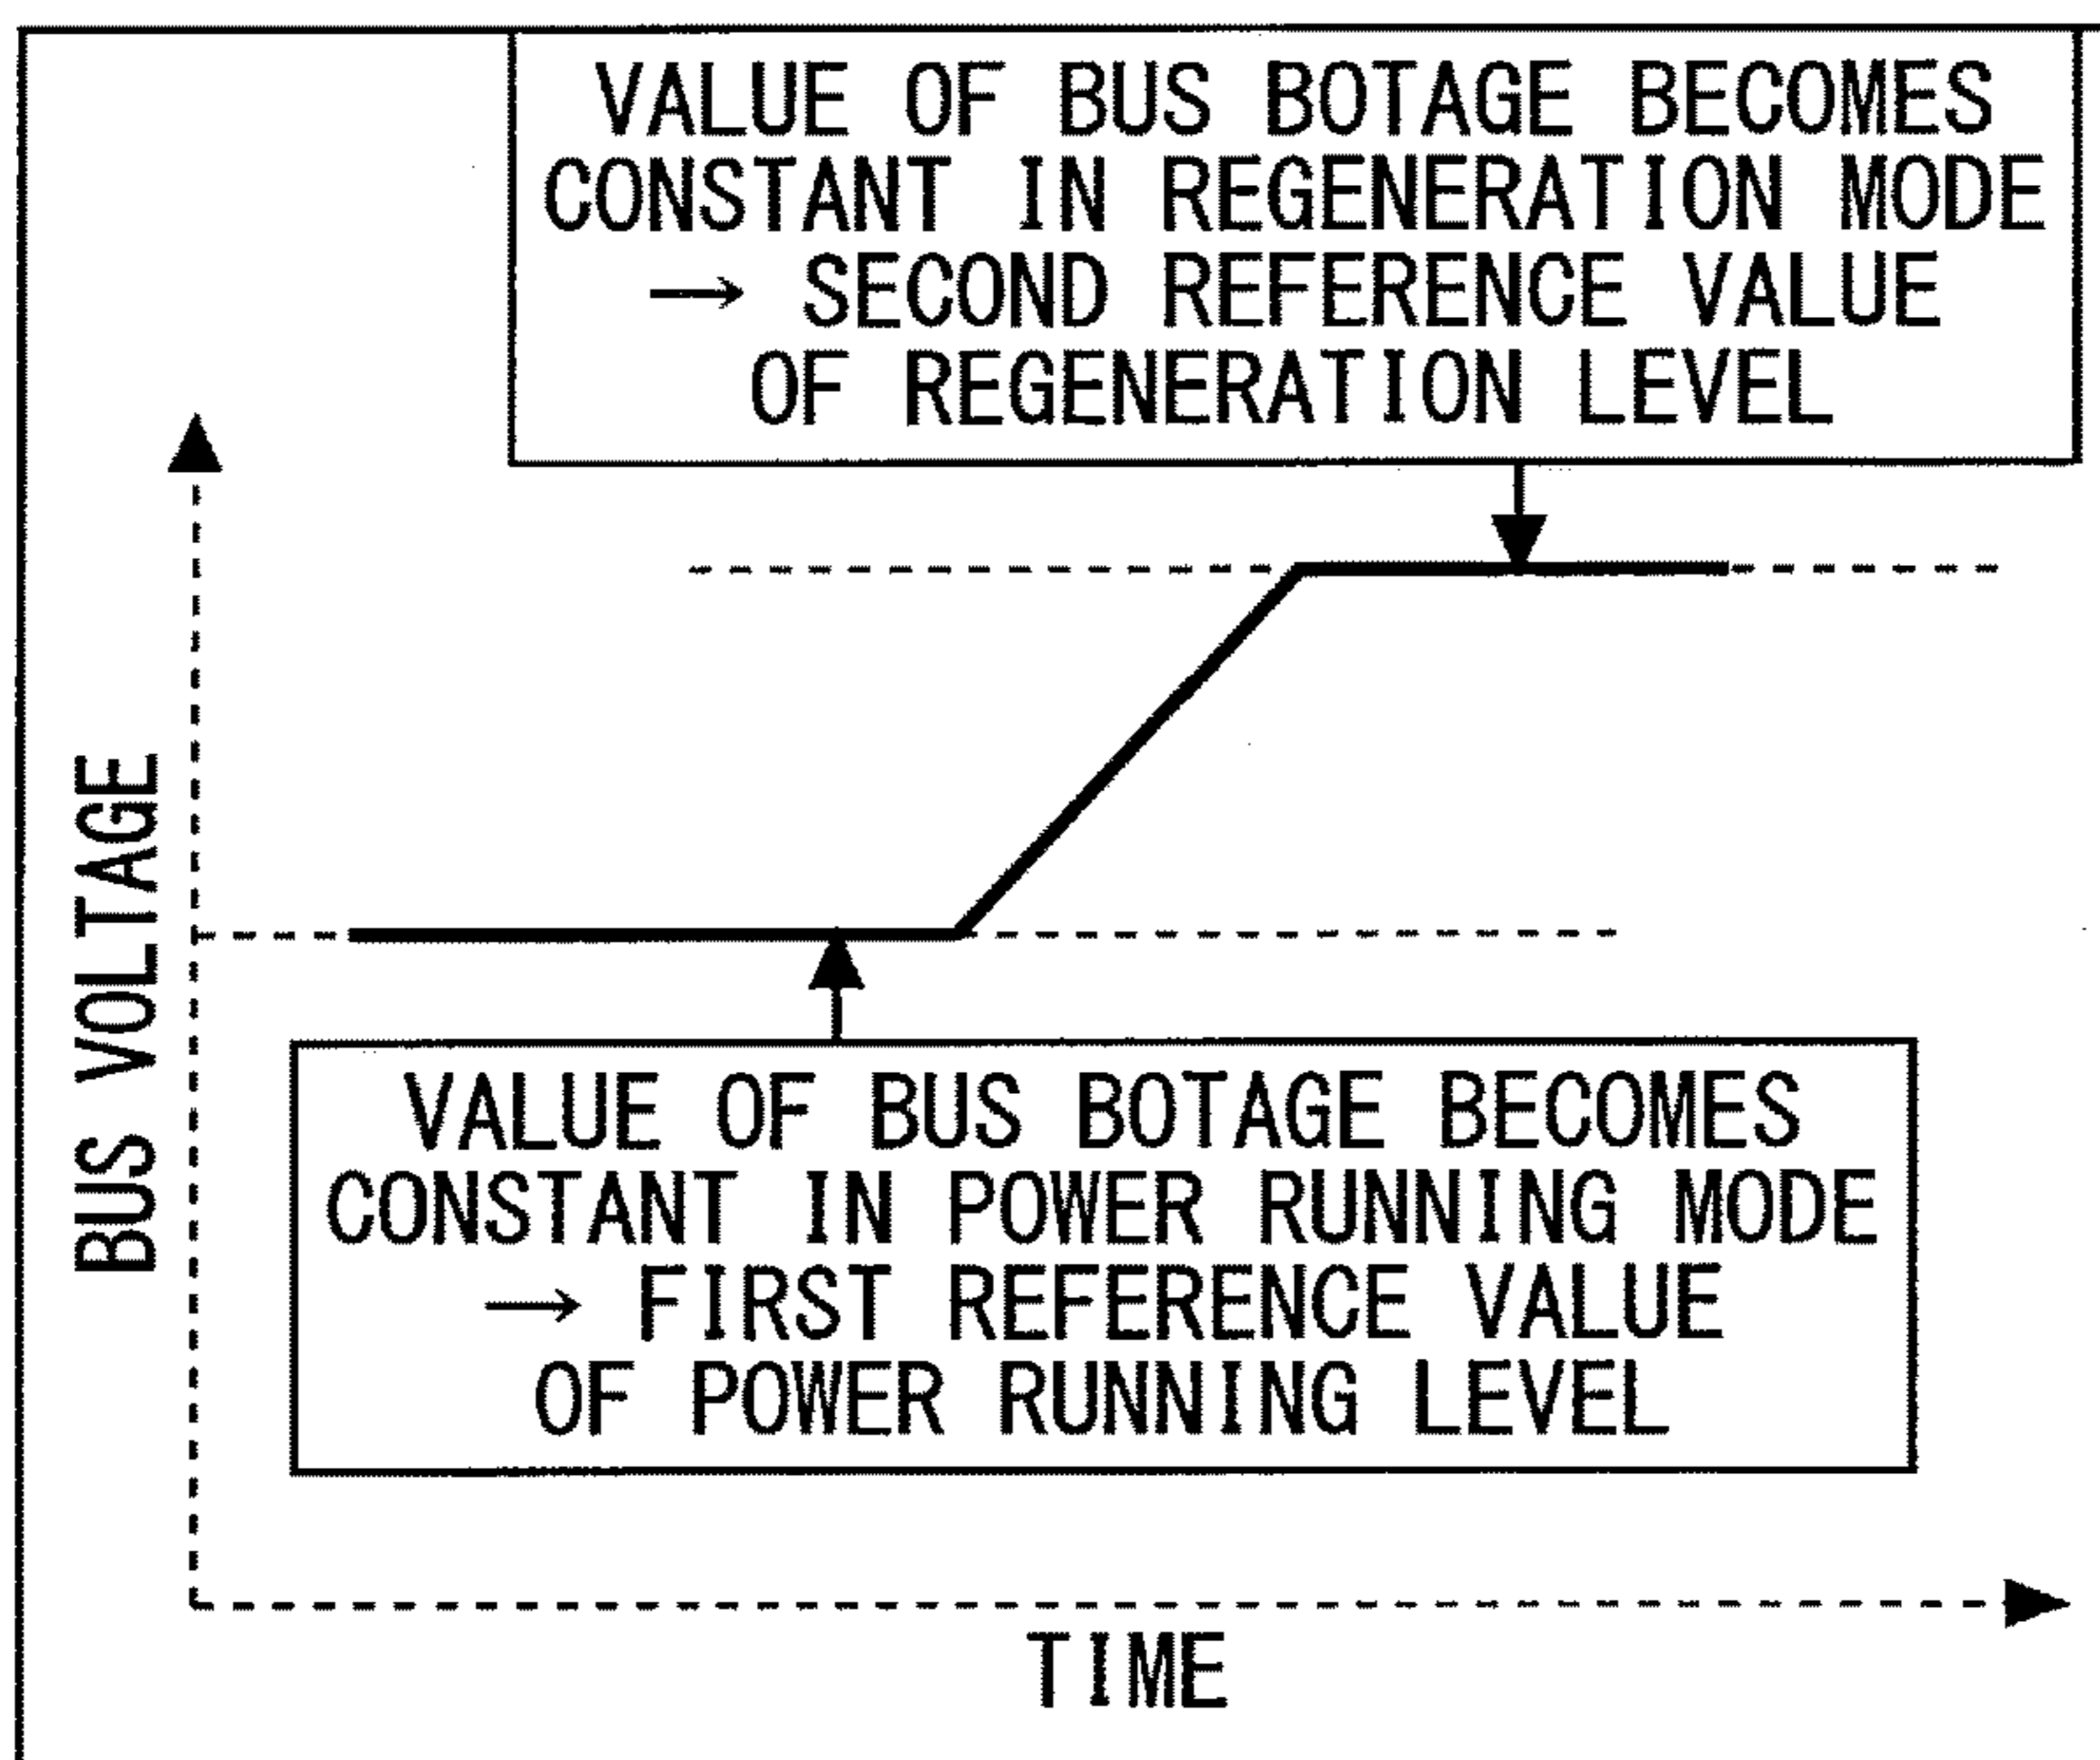 VALUE OF BUS BOTAGE BECOMES
CONSTANT IN REGENERATION MODE
→ SECOND REFERENCE VALUE
OF REGENERATION LEVEL
BUS VOLTAGE
VALUE OF BUS BOTAGE BECOMES
CONSTANT IN POWER RUNNING MODE
→ FIRST REFERENCE VALUE
OF POWER RUNNING LEVEL
TIME